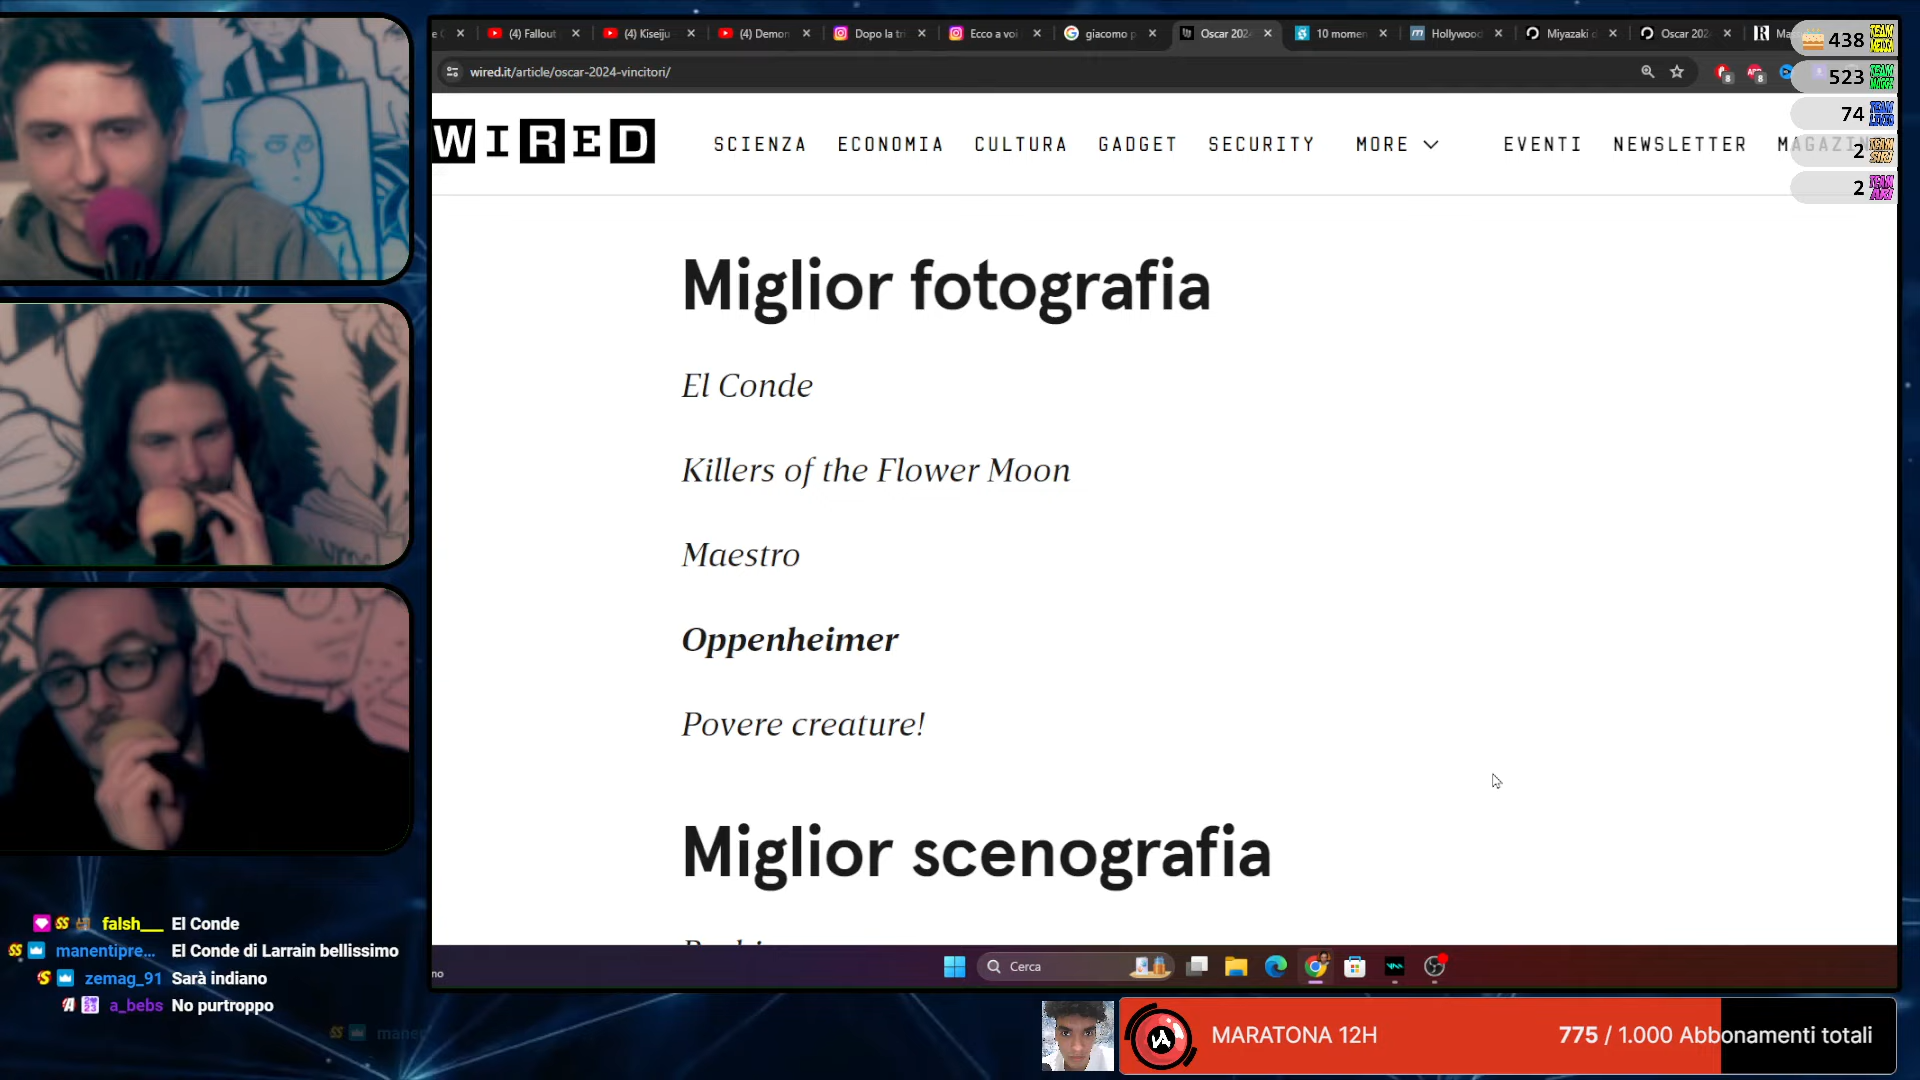 (4) Fallout
(4) Kiseiju -
(4) Demon
Dopo la tr
Ecco a voi
giacomo p
Oscar 202
10 momen
Hollywood
Miyazaki
Oscar 202
wired.it/article/oscar-2024-vincitori/
438
523
74
2
2
WIRED
SCIENZA
ECONOMIA
CULTURA
GADGET
SECURITY
MORE
EVENTI
NEWSLETTER
MAGAZIN
Miglior fotografia
El Conde
Killers of the Flower Moon
Maestro
Oppenheimer
Povere creature!
Miglior scenografia
Cerca
falsh___ El Conde
manentipre... El Conde di Larrain bellissimo
zemag_91 Sarà indiano
a_bebs No purtroppo
MARATONA 12H
775 / 1.000 Abbonamenti totali